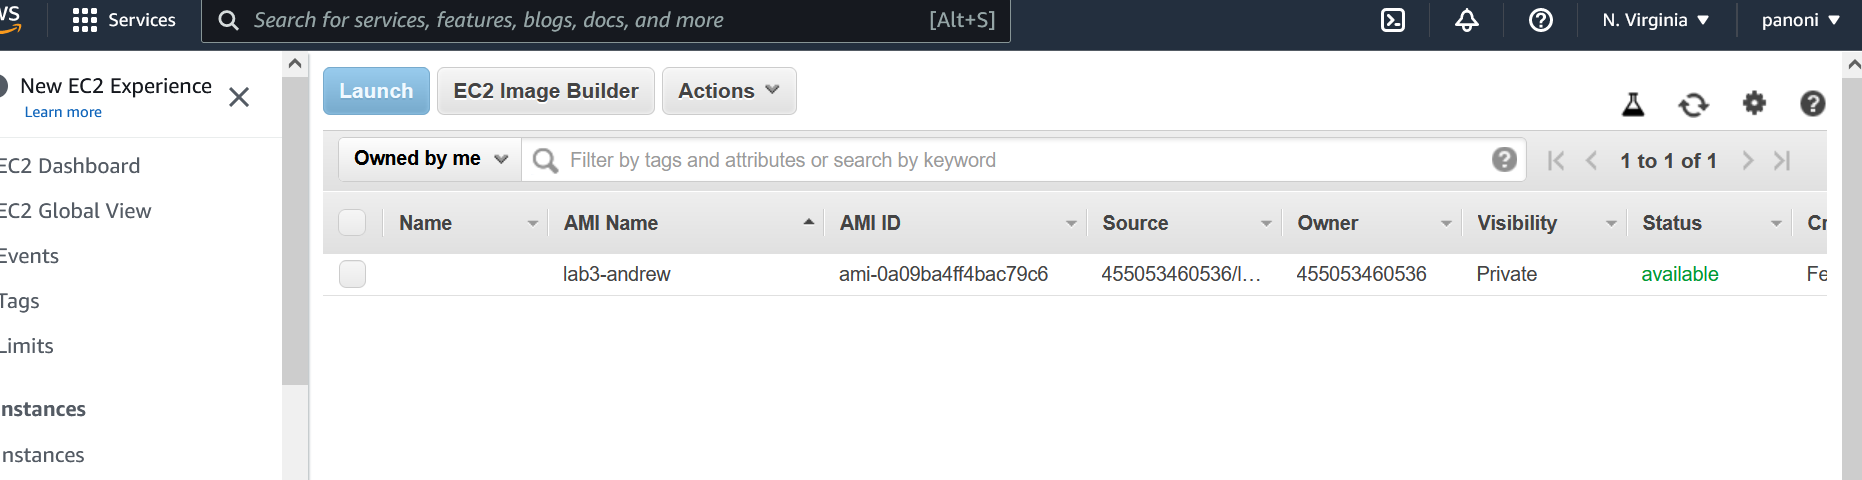 WS
Services
Search for services, features, blogs, docs, and more
[Alt+S]
N. Virginia
panoni
New EC2 Experience
Learn more
EC2 Dashboard
EC2 Global View
Events
Tags
Limits
nstances
nstances
Launch
EC2 Image Builder
Actions
Owned by me
Filter by tags and attributes or search by keyword
1 to 1 of 1
Name AMI Name AMI ID Source Owner Visibility Status Cr
lab3-andrew ami-0a09ba4ff4bac79c6 455053460536/l... 455053460536 Private available Fe